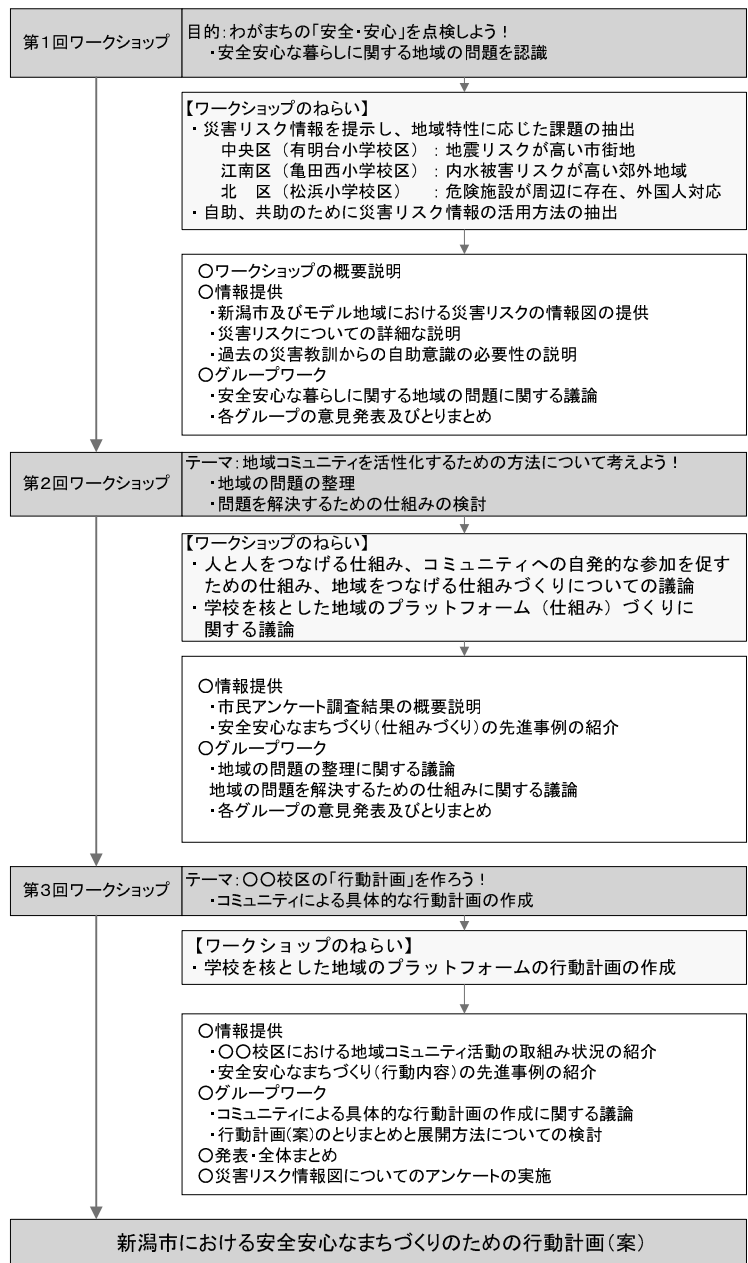 第1回ワークショップ
目的:わがまちの「安全・安心」を点検しよう!
・安全安心な暮らしに関する地域の問題を認識
【ワークショップのねらい】
・災害リスク情報を提示し、地域特性に応じた課題の抽出
中央区(有明台小学校区):地震リスクが高い市街地
江南区(亀田西小学校区):内水被害リスクが高い郊外地域
北 区(松浜小学校区) :危険施設が周辺に存在、外国人対応
・自助、共助のために災害リスク情報の活用方法の抽出
○ワークショップの概要説明
○情報提供
・新潟市及びモデル地域における災害リスクの情報図の提供
・災害リスクについての詳細な説明
・過去の災害教訓からの自助意識の必要性の説明
○グループワーク
・安全安心な暮らしに関する地域の問題に関する議論
・各グループの意見発表及びとりまとめ
第2回ワークショップ
テーマ:地域コミュニティを活性化するための方法について考えよう!
・地域の問題の整理
・問題を解決するための仕組みの検討
【ワークショップのねらい】
・人と人をつなげる仕組み、コミュニティへの自発的な参加を促す
ための仕組み、地域をつなげる仕組みづくりについての議論
・学校を核とした地域のプラットフォーム(仕組み)づくりに
関する議論
○情報提供
・市民アンケート調査結果の概要説明
・安全安心なまちづくり(仕組みづくり)の先進事例の紹介
○グループワーク
・地域の問題の整理に関する議論
地域の問題を解決するための仕組みに関する議論
・各グループの意見発表及びとりまとめ
第3回ワークショップ
テーマ:○○校区の「行動計画」を作ろう!
・コミュニティによる具体的な行動計画の作成
【ワークショップのねらい】
・学校を核とした地域のプラットフォームの行動計画の作成
○情報提供
・○○校区における地域コミュニティ活動の取組み状況の紹介
・安全安心なまちづくり(行動内容)の先進事例の紹介
○グループワーク
・コミュニティによる具体的な行動計画の作成に関する議論
・行動計画(案)のとりまとめと展開方法についての検討
○発表・全体まとめ
○災害リスク情報図についてのアンケートの実施
新潟市における安全安心なまちづくりのための行動計画(案)